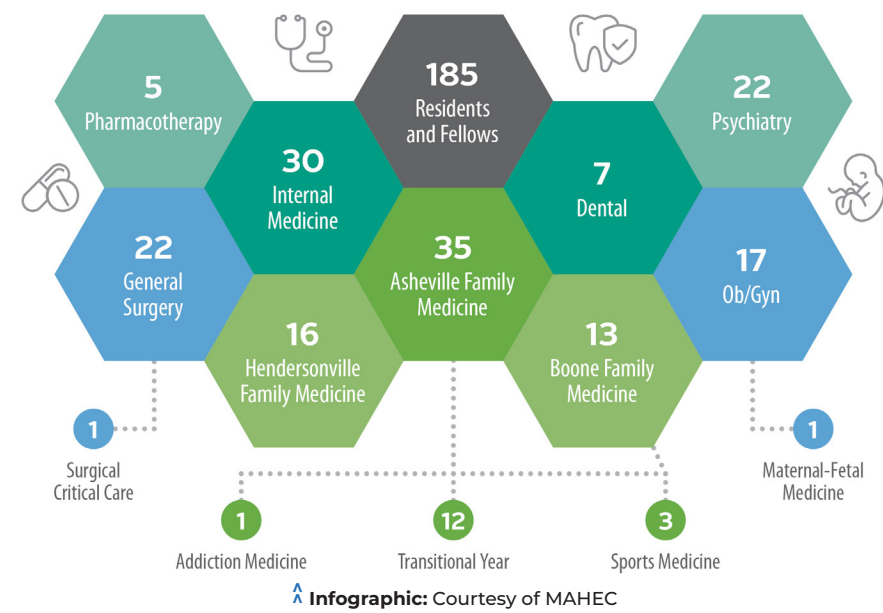 5
Pharmacotherapy
185
Residents
and Fellows
22
Psychiatry
30
Internal
Medicine
7
Dental
22
General
Surgery
35
Asheville Family
Medicine
17
Ob/Gyn
16
Hendersonville
Family Medicine
13
Boone Family
Medicine
1
Surgical
Critical Care
1
Maternal-Fetal
Medicine
1
Addiction Medicine
12
Transitional Year
3
Sports Medicine
Infographic: Courtesy of MAHEC